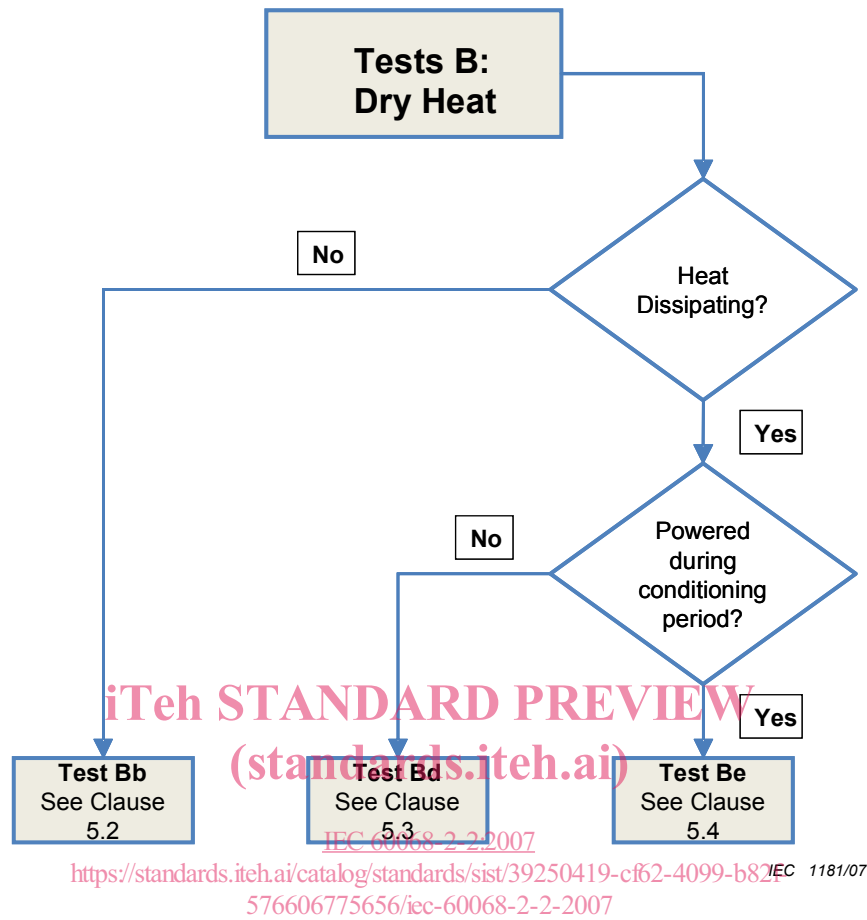 Tests B:
Dry Heat
No
Heat
Dissipating?
Yes
No
Powered
during
conditioning
period?
iTeh STANDARD PREVIEW
Yes
(standards.iteh.ai)
Test Bb
See Clause
5.2
Test Bd
See Clause
5.3
Test Be
See Clause
5.4
IEC 60068-2-2:2007
https://standards.iteh.ai/catalog/standards/sist/39250419-cf62-4099-b82f-
IEC 1181/07
576606775656/iec-60068-2-2-2007